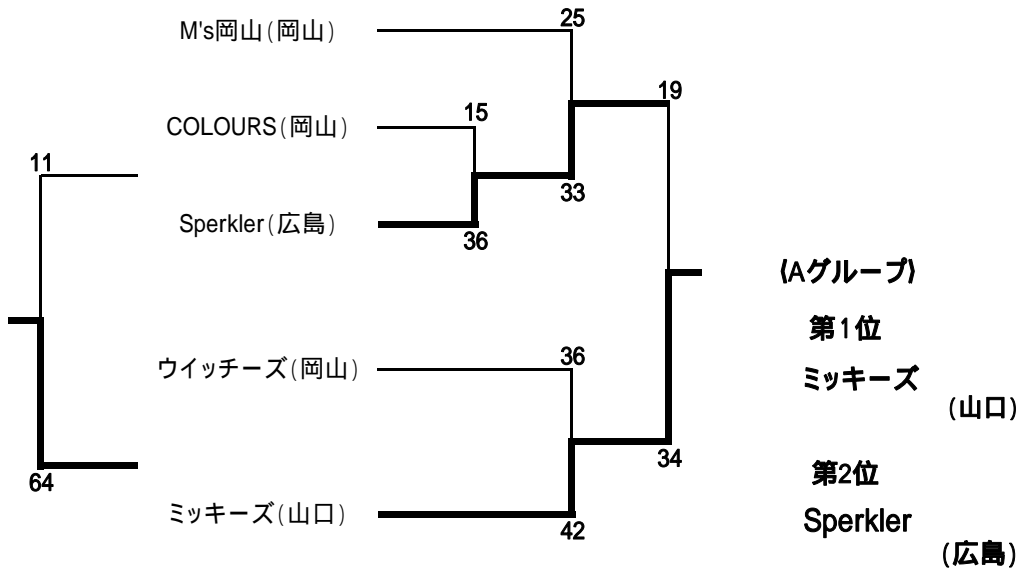 M's岡山(岡山)
25
19
COLOURS(岡山)
15
11
33
Sperkler(広島)
36
《Aグループ》
第1位
ウイッチーズ(岡山)
36
ミッキーズ
(山口)
34
64
第2位
ミッキーズ(山口)
42
Sperkler
(広島)